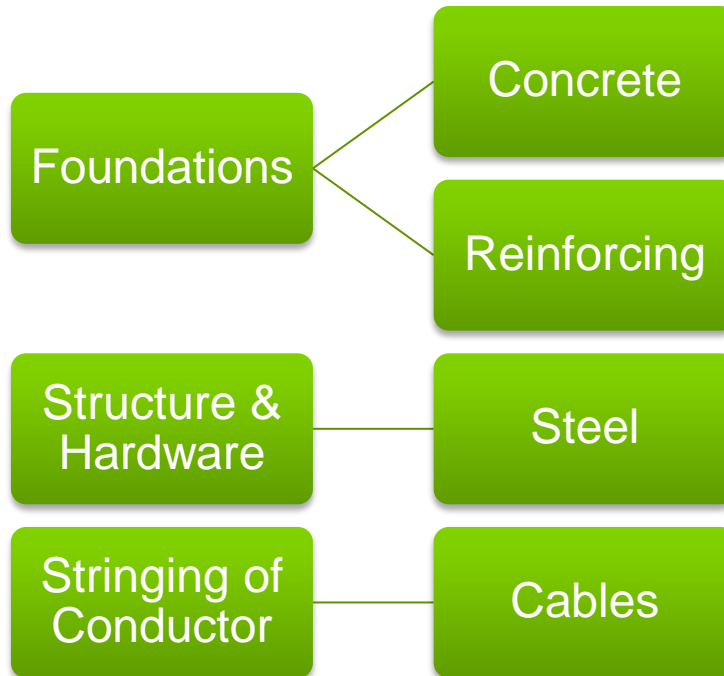 Foundations
Concrete
Reinforcing
Structure &
Hardware
Steel
Stringing of
Conductor
Cables